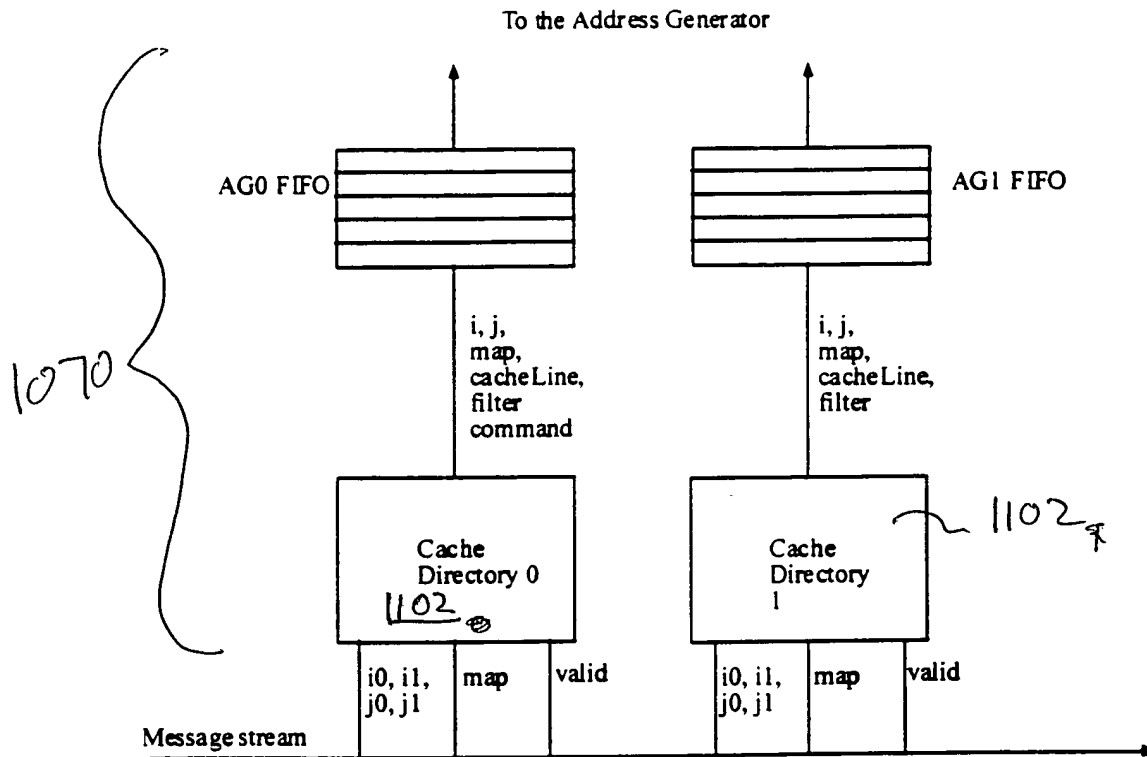 To the Address Generator
AG0 FIFO
AG1 FIFO
i, j,
map,
cacheLine,
filter
command
i, j,
map,
cacheLine,
filter
1070
Cache
Directory 0
1102
Cache
Directory
1
1102
i0, i1,
j0, j1
map
valid
i0, i1,
j0, j1
map
valid
Message stream